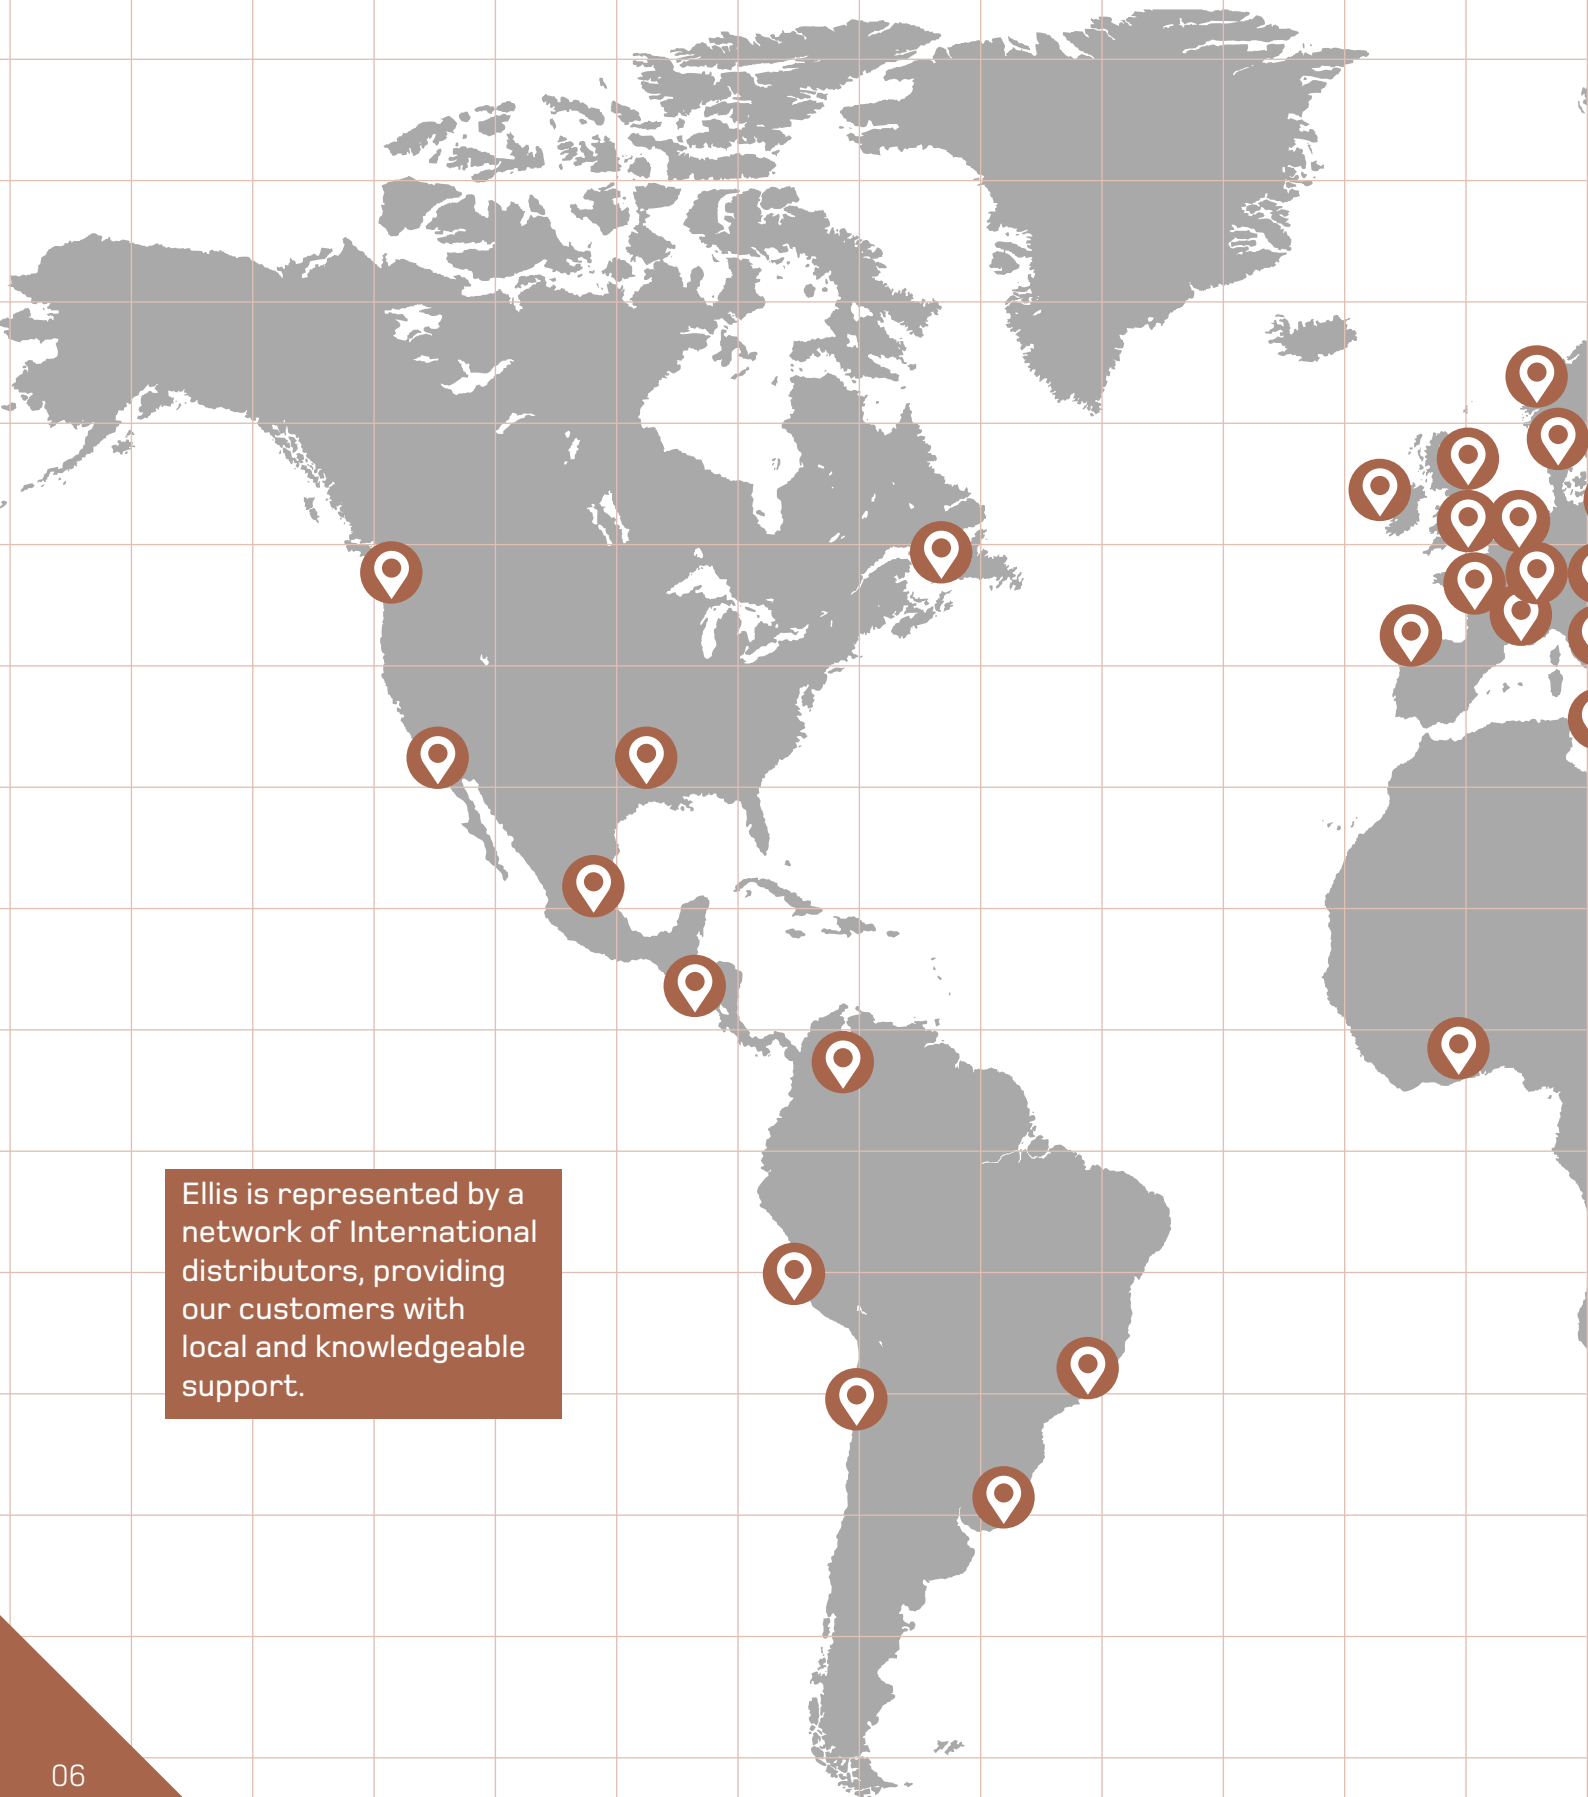 Ellis is represented by a
network of International
distributors, providing
our customers with
local and knowledgeable
support.
06